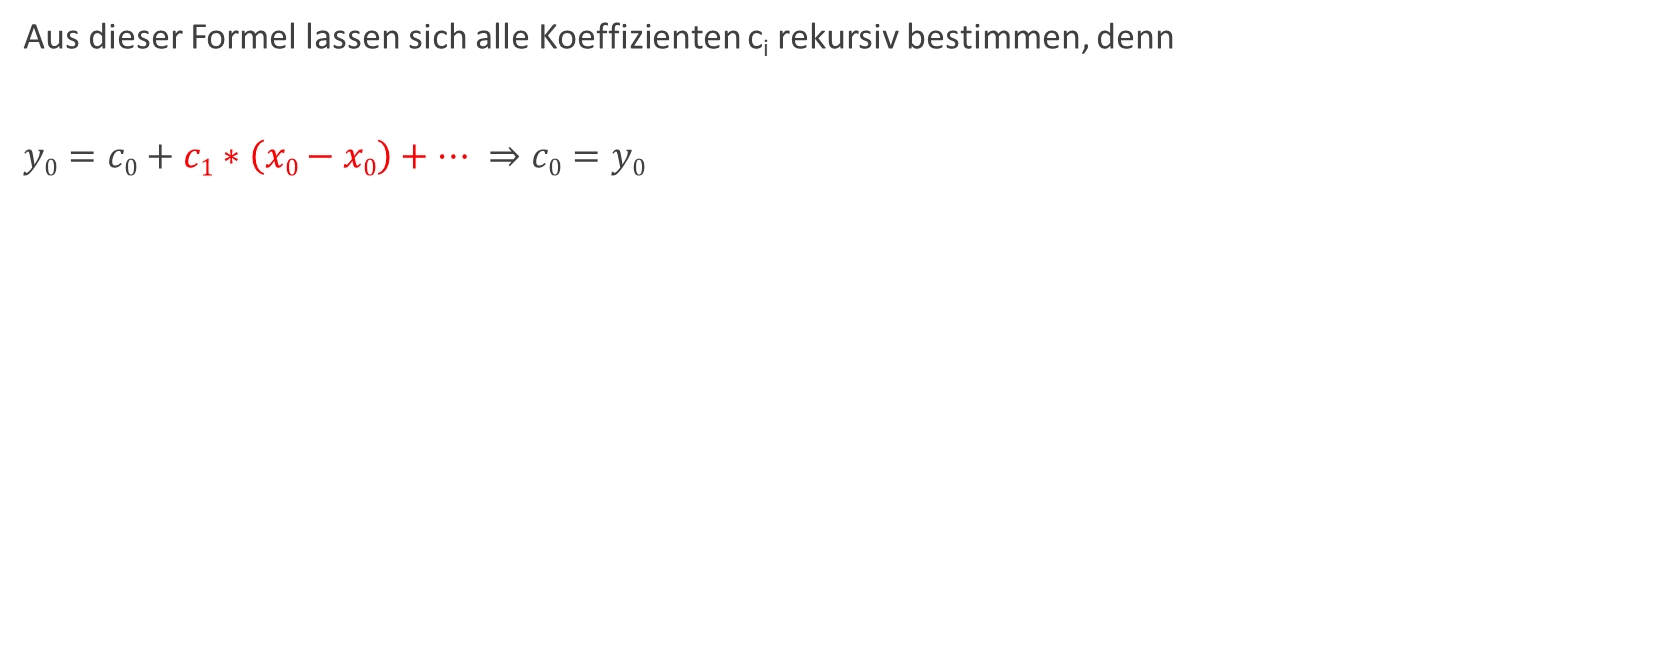 Aus dieser Formel lassen sich alle Koeffizienten cᵢ rekursiv bestimmen, denn
y₀ = c₀ + c₁ ∗ (x₀ − x₀) + ⋯ ⇒ c₀ = y₀